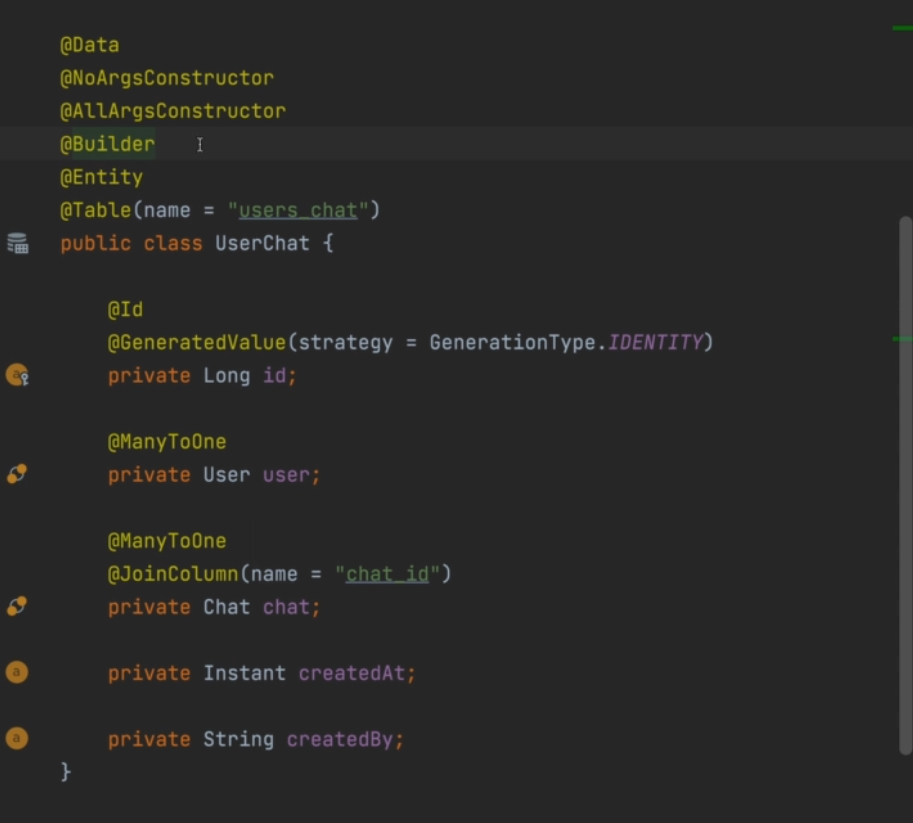 @Data
@NoArgsConstructor
@AllArgsConstructor
@Builder
@Entity
@Table(name = "users_chat")
public class UserChat {
@Id
@GeneratedValue(strategy = GenerationType.IDENTITY)
private Long id;
@ManyToOne
private User user;
@ManyToOne
@JoinColumn(name = "chat_id")
private Chat chat;
private Instant createdAt;
private String createdBy;
}